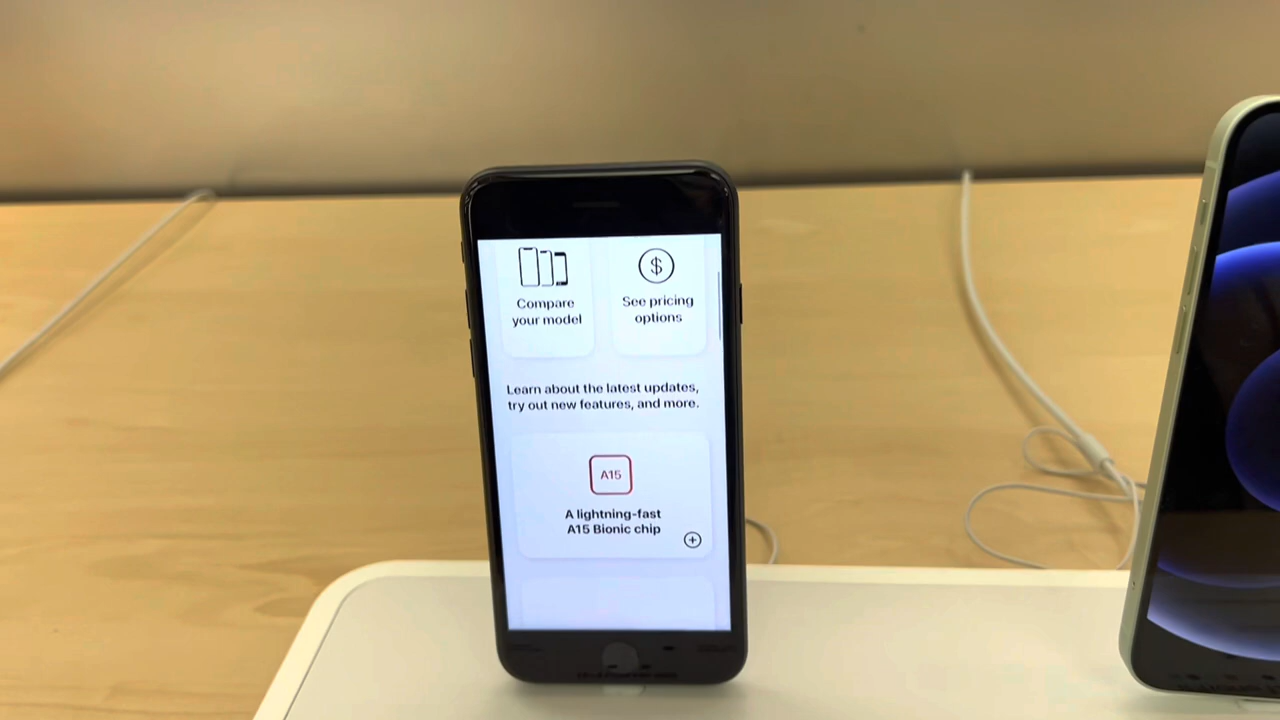 Compare
your model
See pricing
options
Learn about the latest updates,
try out new features, and more.
A15
A lightning-fast
A15 Bionic chip